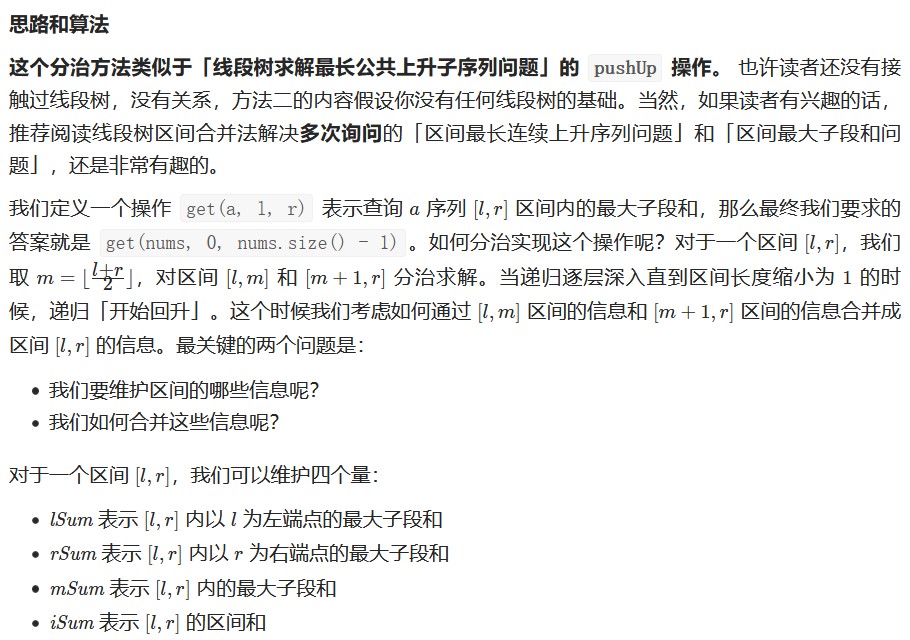 思路和算法
这个分治方法类似于「线段树求解最长公共上升子序列问题」的 pushUp 操作。 也许读者还没有接
触过线段树，没有关系，方法二的内容假设你没有任何线段树的基础。当然，如果读者有兴趣的话，
推荐阅读线段树区间合并法解决多次询问的「区间最长连续上升序列问题」和「区间最大子段和问
题」，还是非常有趣的。
我们定义一个操作 get(a, l, r) 表示查询 a 序列 [l, r] 区间内的最大子段和，那么最终我们要求的
答案就是 get(nums, 0, nums.size() - 1) 。如何分治实现这个操作呢？对于一个区间 [l, r]，我们
取 m = ⌊(l+r)/2⌋，对区间 [l, m] 和 [m + 1, r] 分治求解。当递归逐层深入直到区间长度缩小为 1 的时
候，递归「开始回升」。这个时候我们考虑如何通过 [l, m] 区间的信息和 [m + 1, r] 区间的信息合并成
区间 [l, r] 的信息。最关键的两个问题是：
• 我们要维护区间的哪些信息呢？
• 我们如何合并这些信息呢？
对于一个区间 [l, r]，我们可以维护四个量：
• lSum 表示 [l, r] 内以 l 为左端点的最大子段和
• rSum 表示 [l, r] 内以 r 为右端点的最大子段和
• mSum 表示 [l, r] 内的最大子段和
• iSum 表示 [l, r] 的区间和